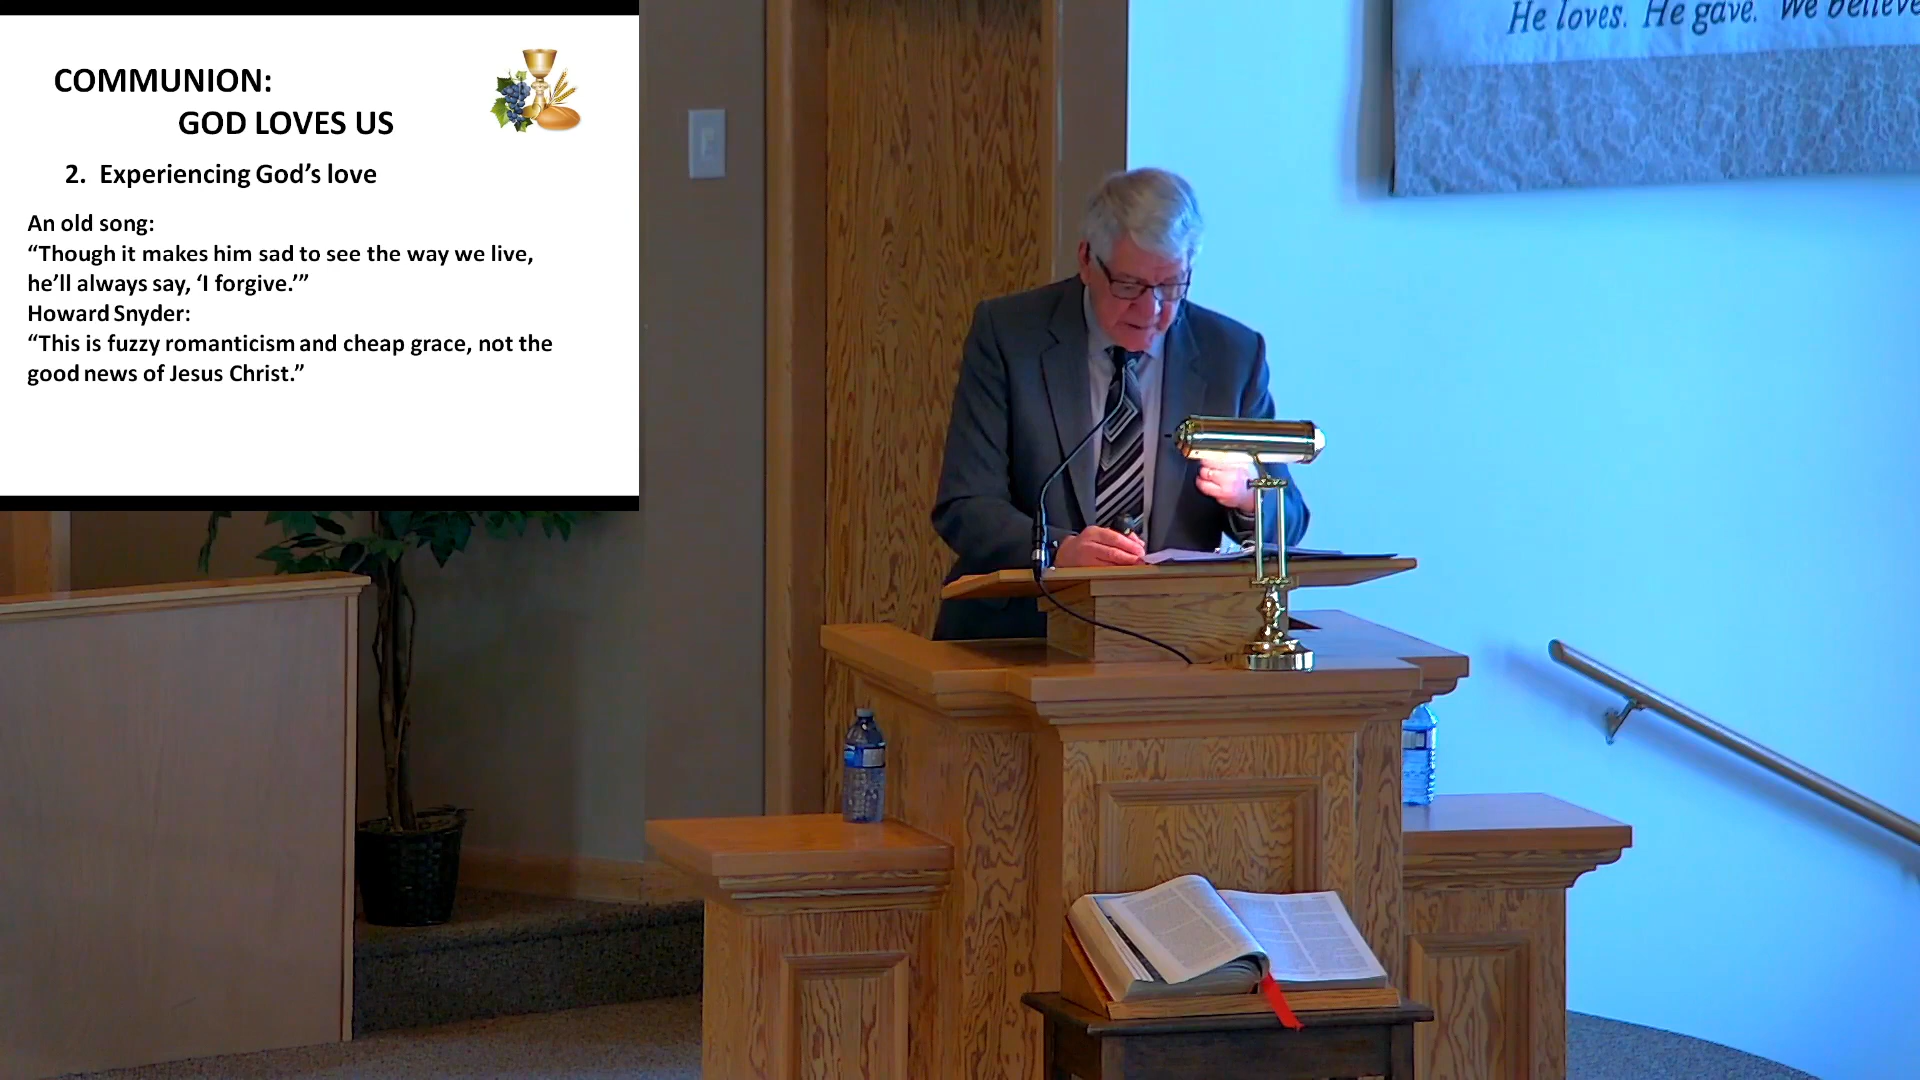 COMMUNION:
GOD LOVES US
2. Experiencing God’s love
An old song:
“Though it makes him sad to see the way we live,
he’ll always say, ‘I forgive.’”
Howard Snyder:
“This is fuzzy romanticism and cheap grace, not the
good news of Jesus Christ.”
He loves. He gave. We believe